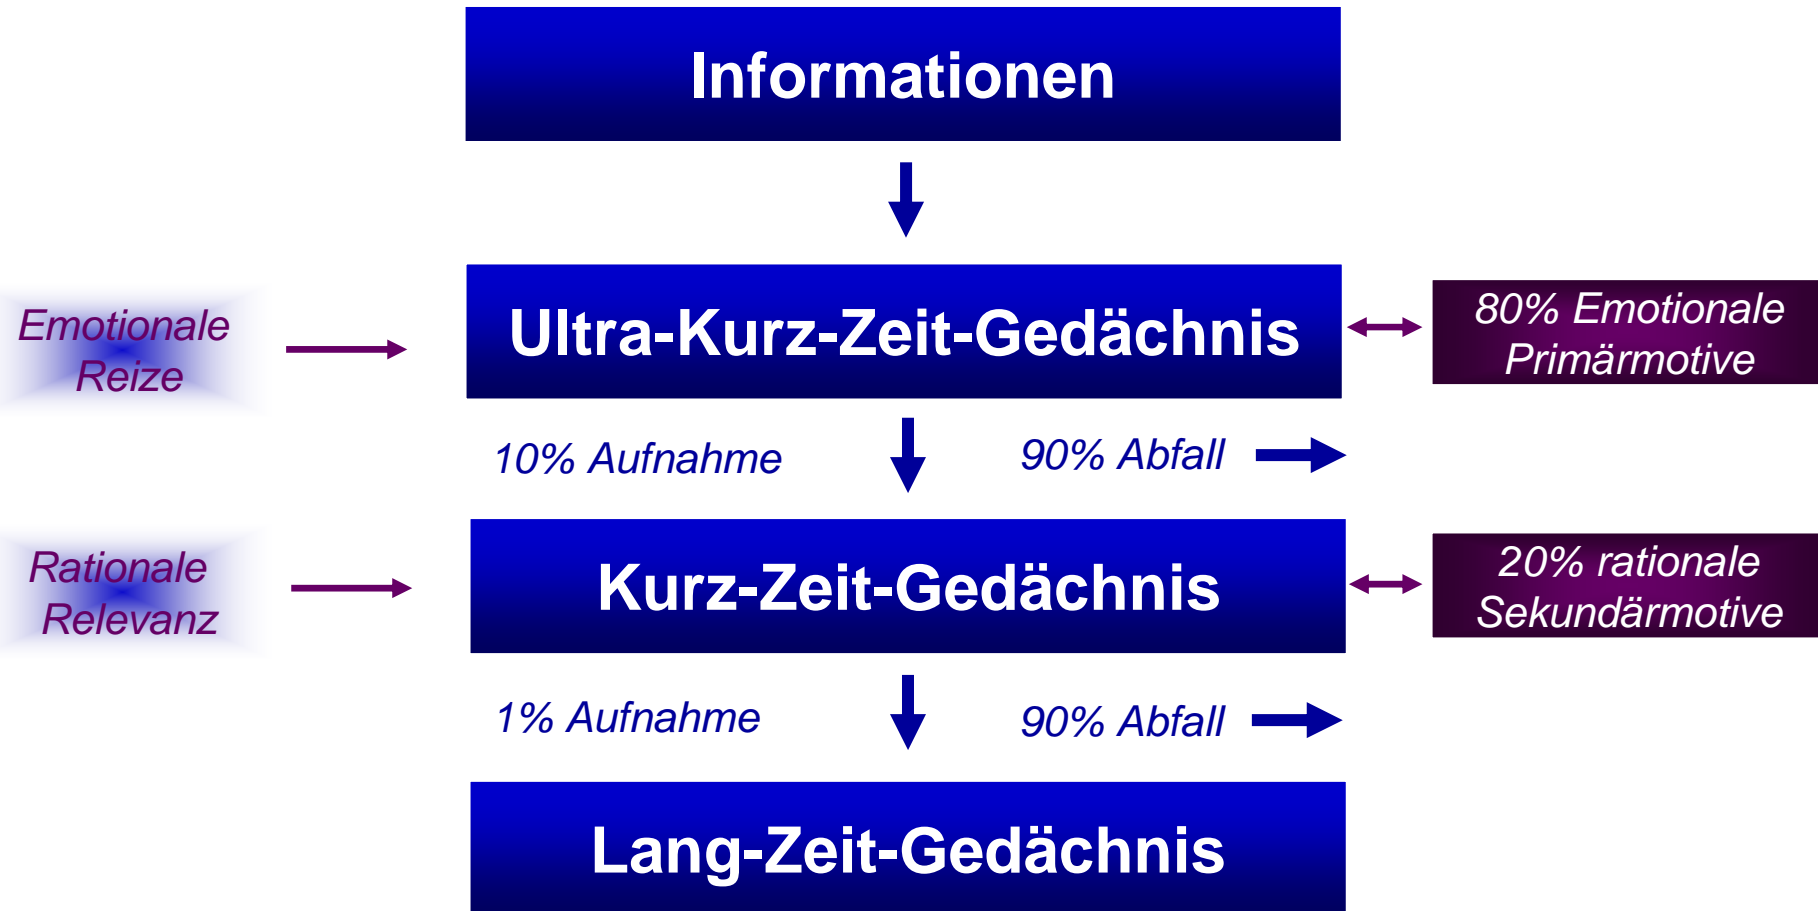 Informationen
Emotionale
Reize
Ultra-Kurz-Zeit-Gedächnis
80% Emotionale
Primärmotive
10% Aufnahme
90% Abfall
Rationale
Relevanz
Kurz-Zeit-Gedächnis
20% rationale
Sekundärmotive
1% Aufnahme
90% Abfall
Lang-Zeit-Gedächnis